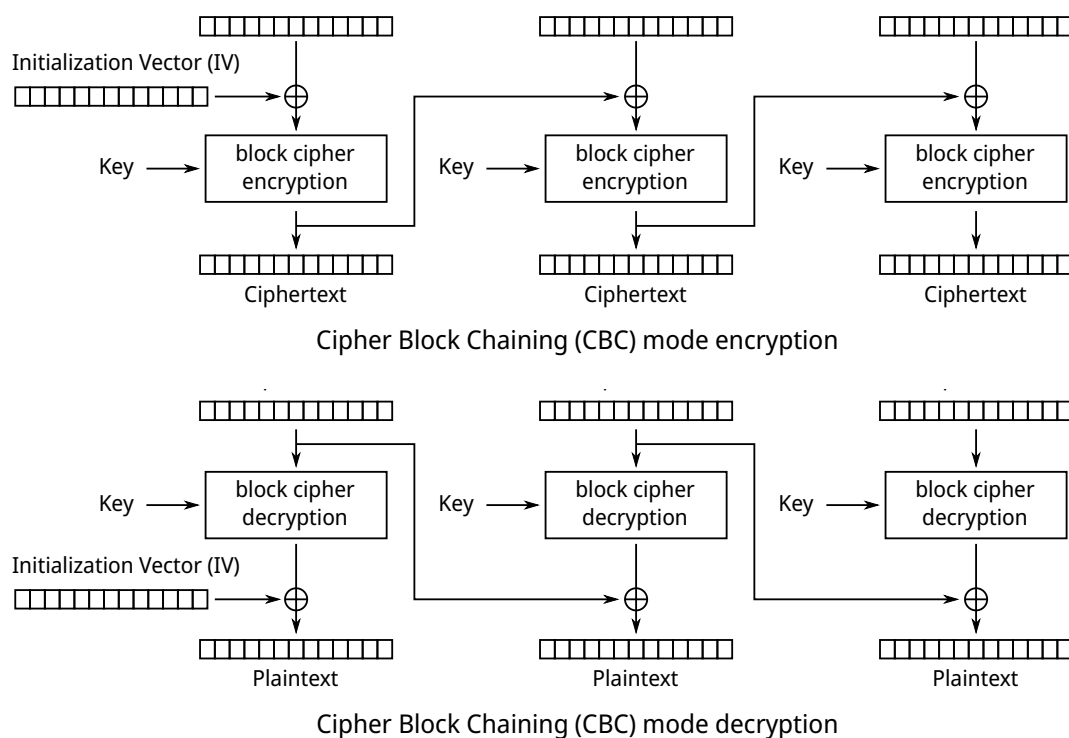 Initialization Vector (IV)
Key
block cipher
encryption
Key
block cipher
encryption
Key
block cipher
encryption
Ciphertext
Ciphertext
Ciphertext
Cipher Block Chaining (CBC) mode encryption
Key
block cipher
decryption
Key
block cipher
decryption
Key
block cipher
decryption
Initialization Vector (IV)
Plaintext
Plaintext
Plaintext
Cipher Block Chaining (CBC) mode decryption